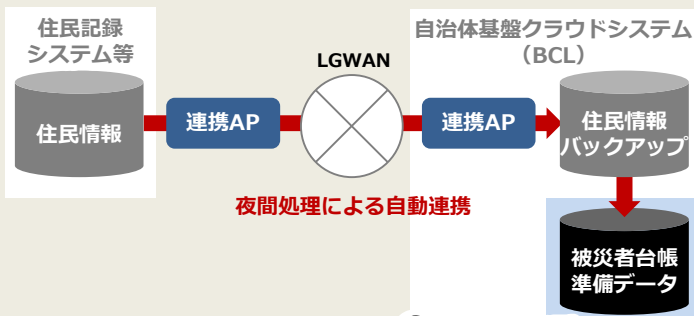 住民記録
システム等
住民情報
連携AP
LGWAN
自治体基盤クラウドシステム
（BCL）
連携AP
住民情報
バックアップ
夜間処理による自動連携
被災者台帳
準備データ